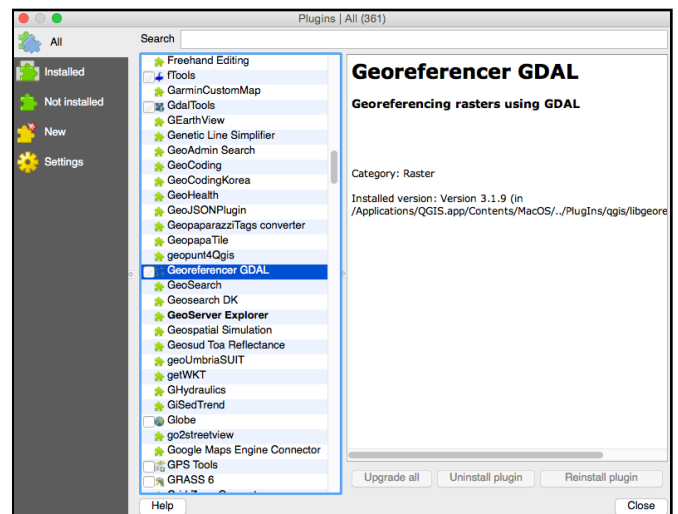 Plugins | All (361)
All
Installed
Not installed
New
Settings
Search
Freehand Editing
fTools
GarminCustomMap
GdalTools
GEarthView
Genetic Line Simplifier
GeoAdmin Search
GeoCoding
GeoCodingKorea
GeoHealth
GeoJSONPlugin
GeopaparazziTags converter
GeopapaTile
geopunt4Qgis
Georeferencer GDAL
GeoSearch
Geosearch DK
GeoServer Explorer
Geospatial Simulation
Geosud Toa Reflectance
geoUmbriaSUIT
getWKT
GHydraulics
GiSedTrend
Globe
go2streetview
Google Maps Engine Connector
GPS Tools
GRASS 6
Georeferencer GDAL
Georeferencing rasters using GDAL
Category: Raster
Installed version: Version 3.1.9 (in
/Applications/QGIS.app/Contents/MacOS/../PlugIns/qgis/libgeore
Upgrade all
Uninstall plugin
Reinstall plugin
Help
Close